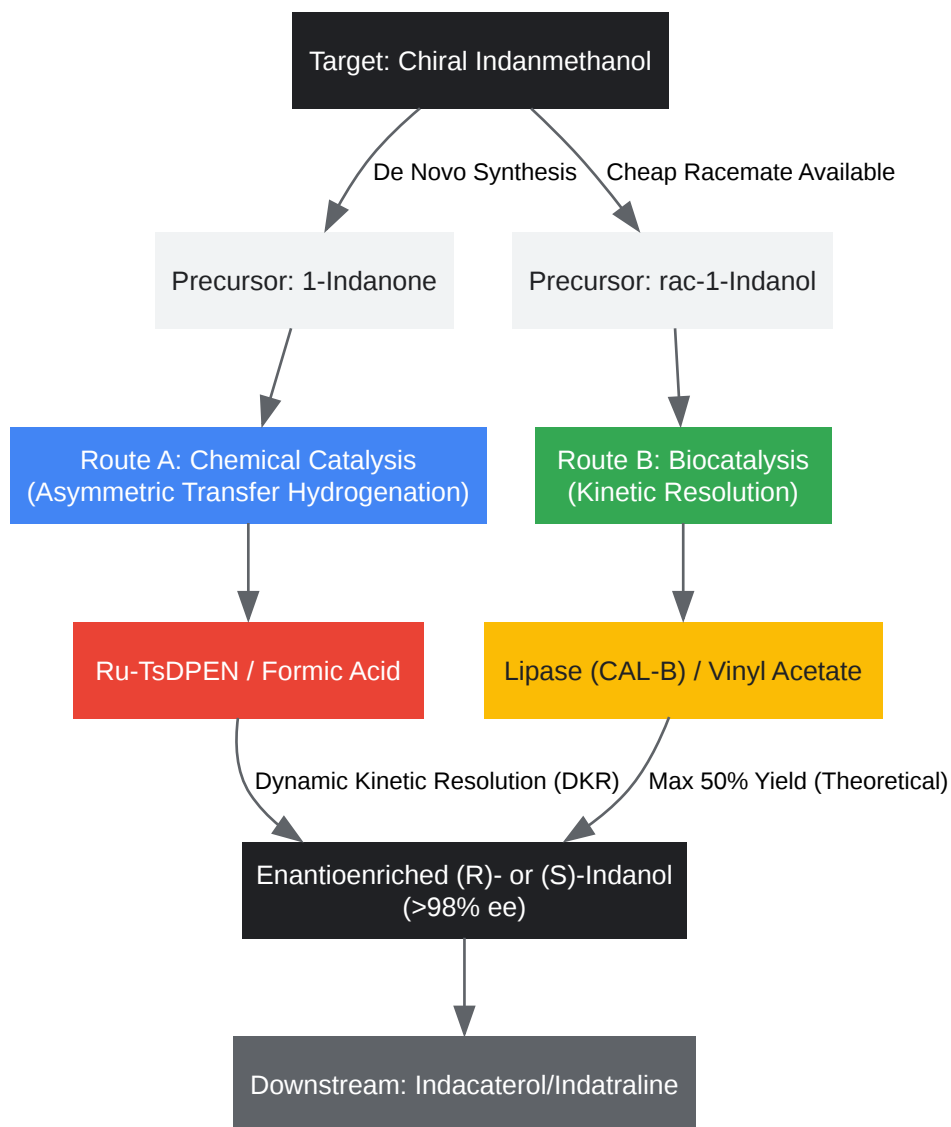 Target: Chiral Indanmethanol
De Novo Synthesis
Cheap Racemate Available
Precursor: 1-Indanone
Precursor: rac-1-Indanol
Route A: Chemical Catalysis
(Asymmetric Transfer Hydrogenation)
Route B: Biocatalysis
(Kinetic Resolution)
Ru-TsDPEN / Formic Acid
Lipase (CAL-B) / Vinyl Acetate
Dynamic Kinetic Resolution (DKR)
Max 50% Yield (Theoretical)
Enantioenriched (R)- or (S)-Indanol
(>98% ee)
Downstream: Indacaterol/Indatraline